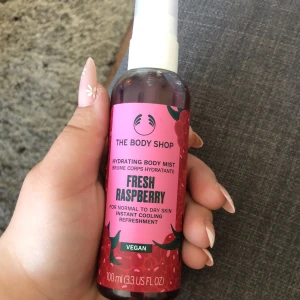 THE BODY SHOP
HYDRATING BODY MIST
BRUME CORPS HYDRATANTE
FRESH
RASPBERRY
FOR NORMAL TO DRY SKIN
INSTANT COOLING
REFRESHMENT
VEGAN
100 ml (3.3 US FL OZ)